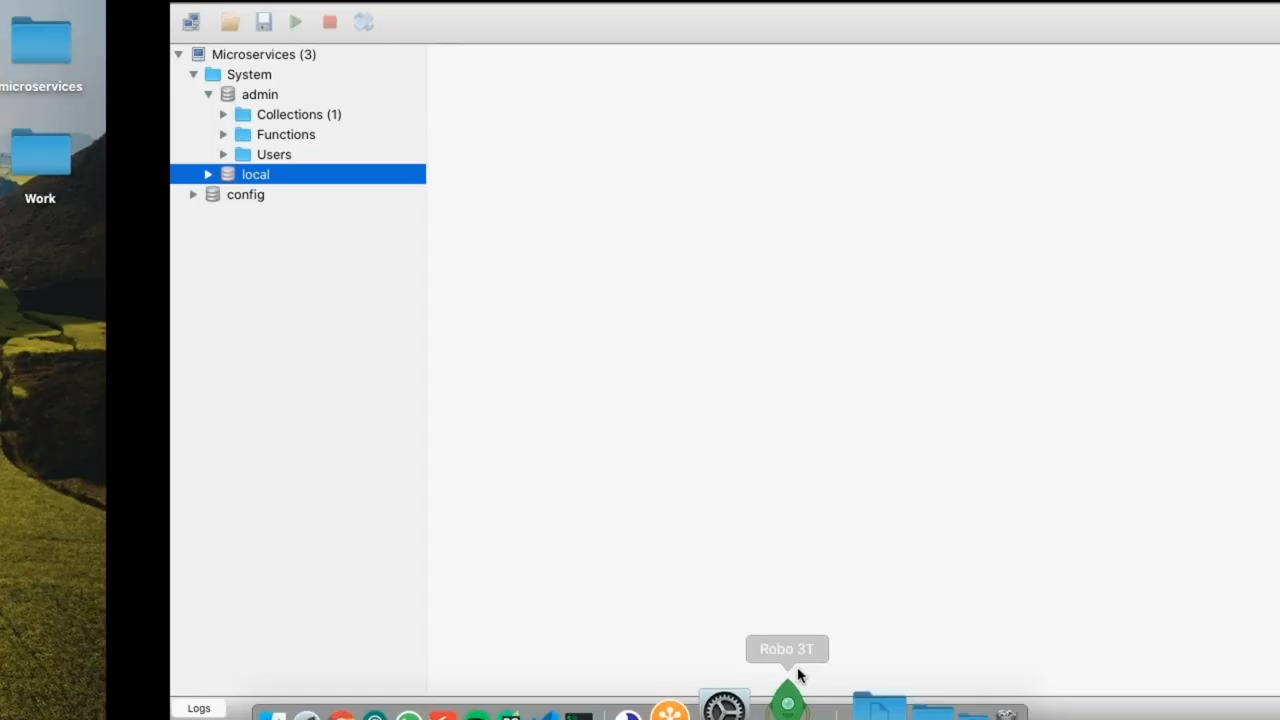 microservices
Work
Microservices (3)
System
admin
Collections (1)
Functions
Users
local
config
Robo 3T
Logs